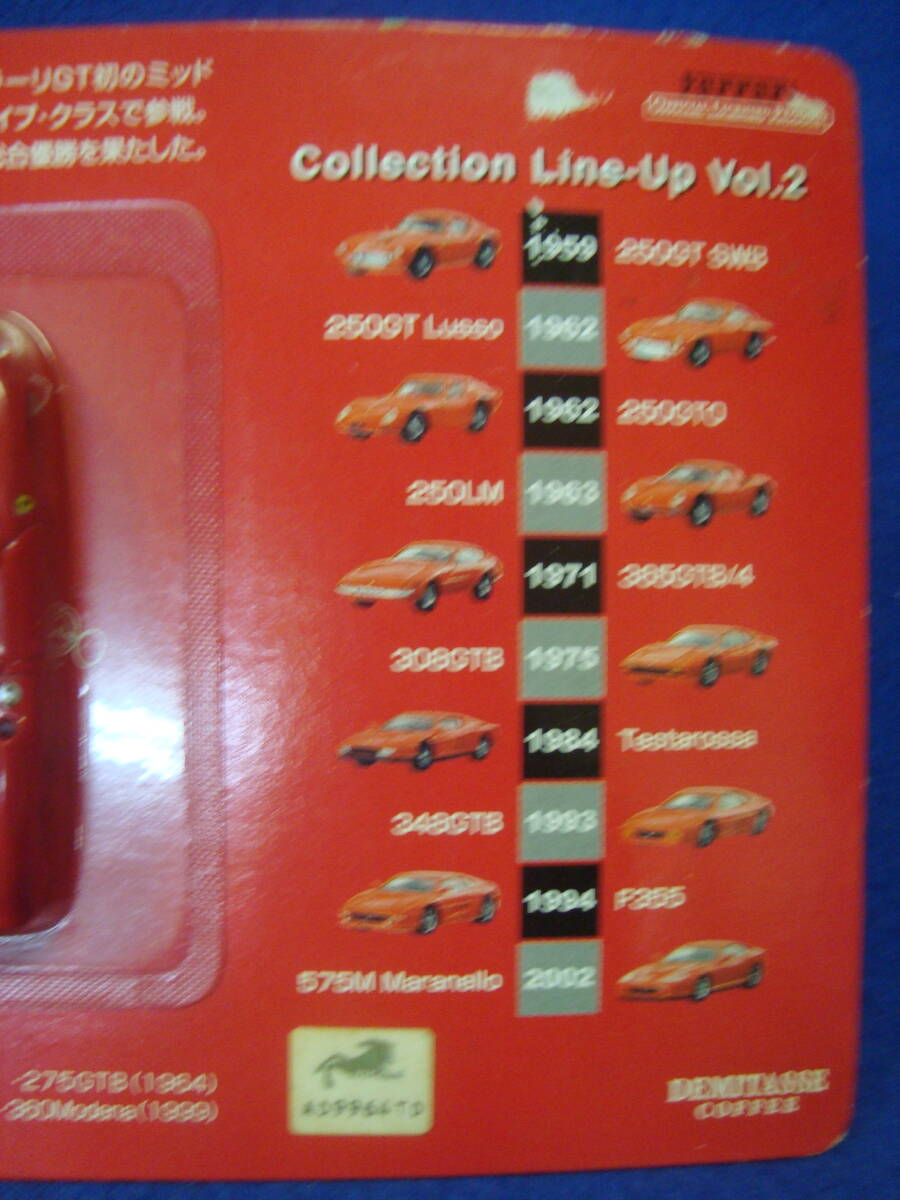 ーリGT初のミッド
イブ・クラスで参戦。
総合優勝を果たした。
Ferrari
Collection Line-Up Vol.2
1959 250GT SWB
250GT Lusso 1962
1962 250GTO
250LM 1963
1971 365GTB/4
308GTB 1975
1984 Testarossa
348GTB 1993
1994 F355
575M Maranello 2002
275GTB(1964)
360Modena(1999)
DEMITASSE
COFFEE